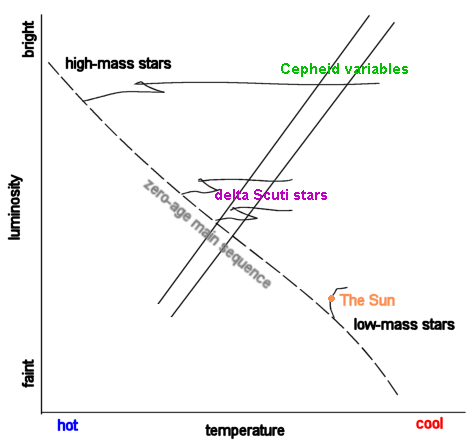 bright
high-mass stars
Cepheid variables
luminosity
delta Scuti stars
zero-age main sequence
The Sun
low-mass stars
faint
hot
temperature
cool